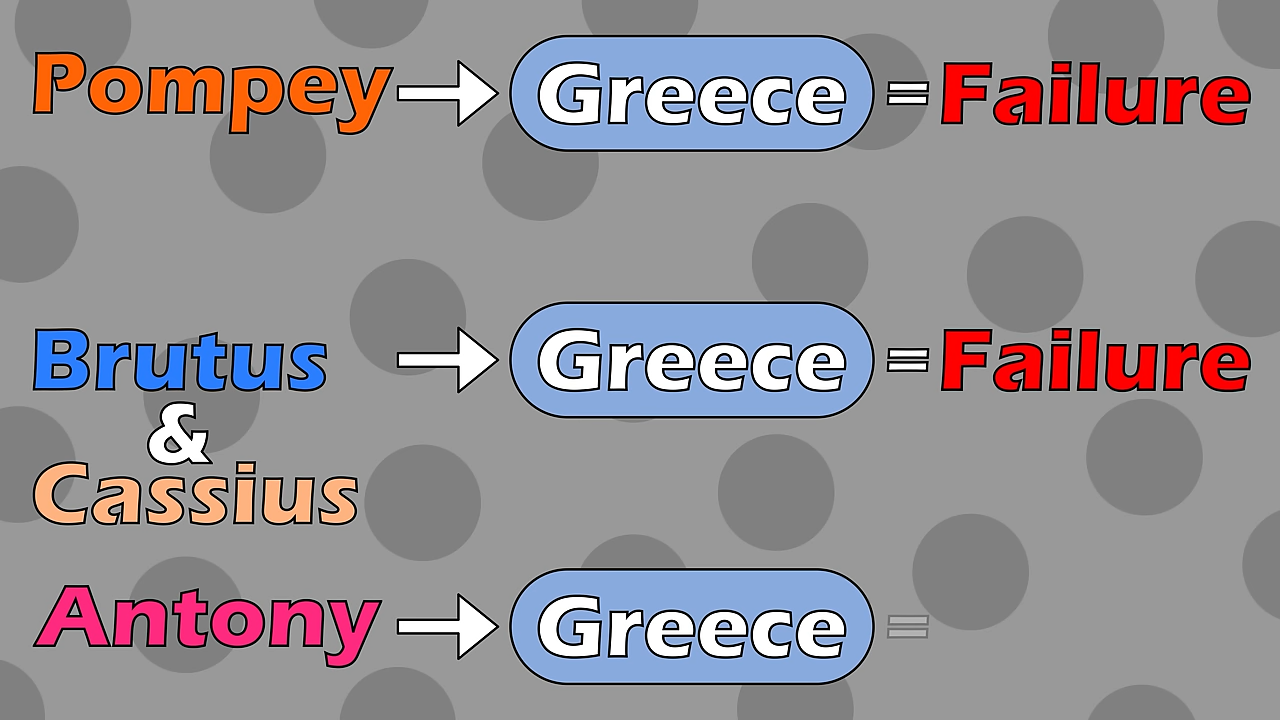 Pompey → Greece = Failure
Brutus → Greece = Failure
&
Cassius
Antony → Greece =